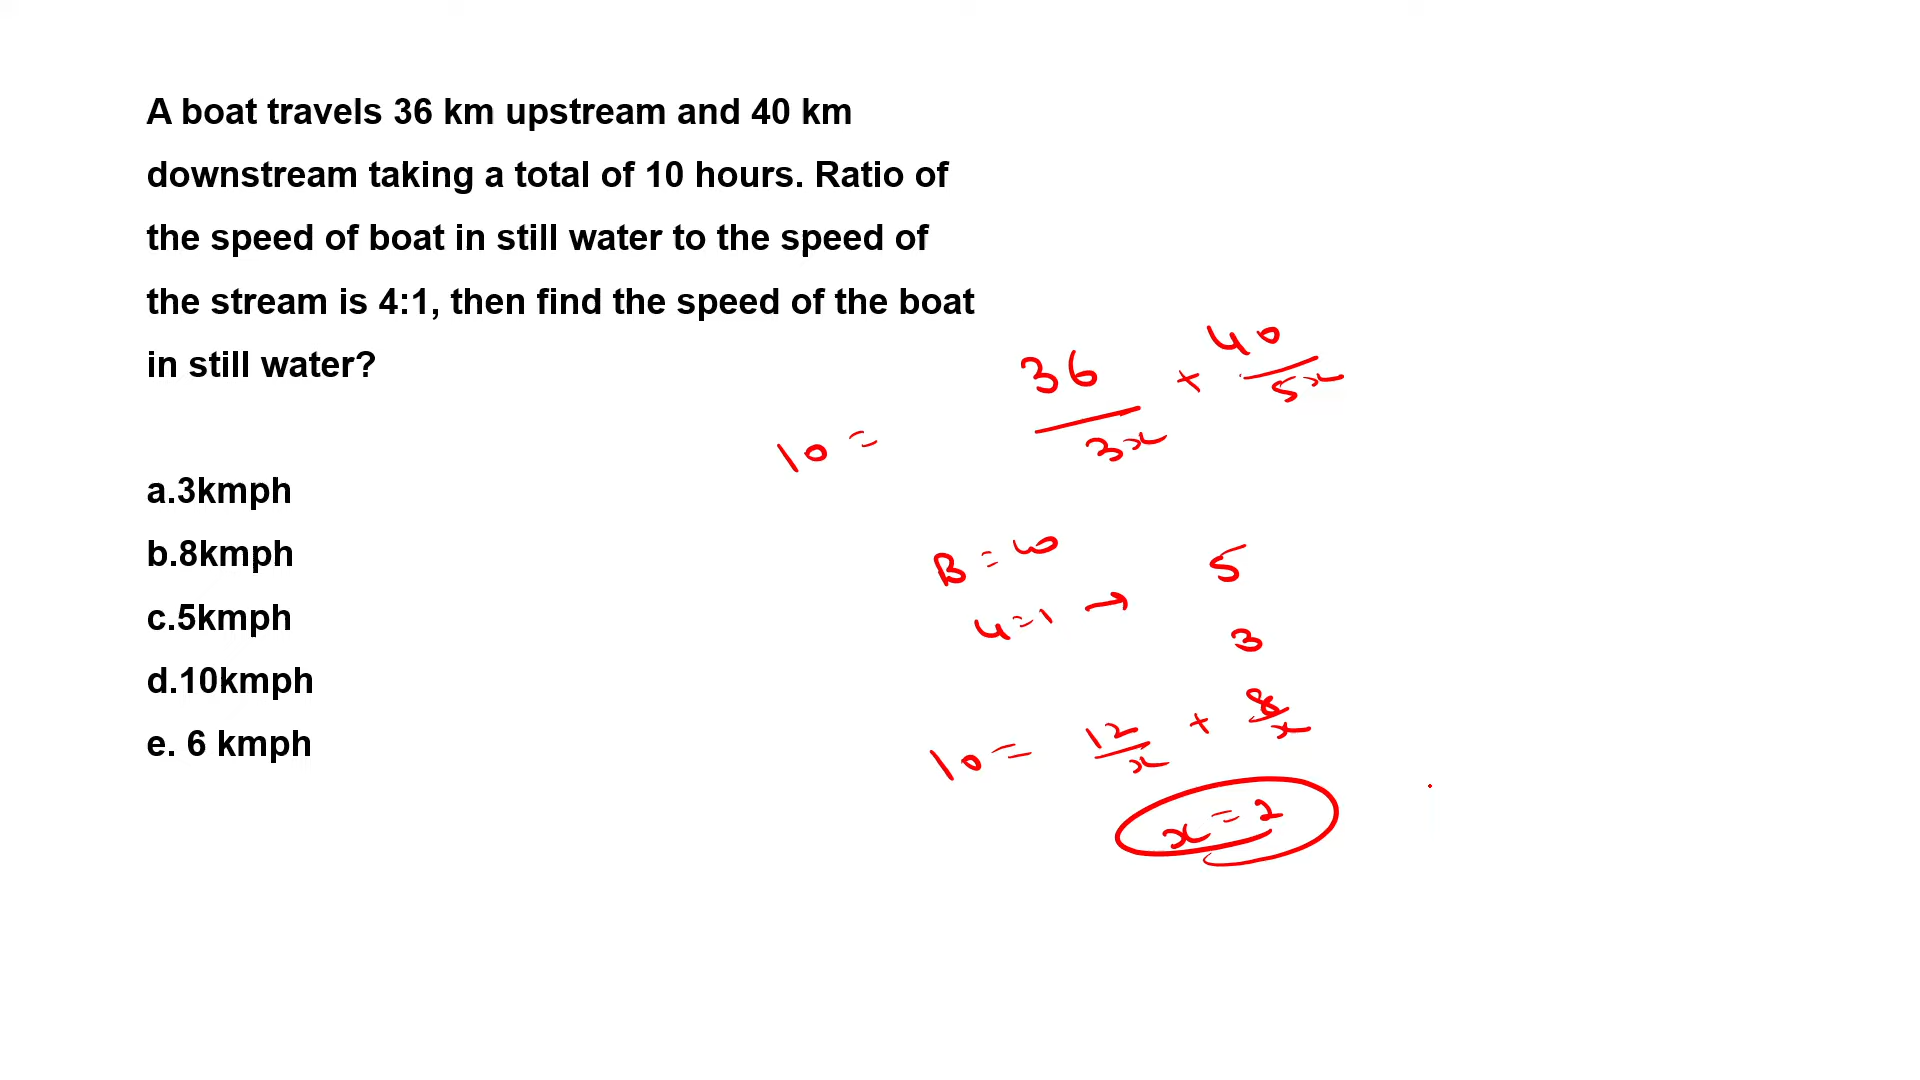 A boat travels 36 km upstream and 40 km
downstream taking a total of 10 hours. Ratio of
the speed of boat in still water to the speed of
the stream is 4:1, then find the speed of the boat
in still water?
10 = 36/3x + 40/5x
a.3kmph
b.8kmph
c.5kmph
d.10kmph
e. 6 kmph
B =
4=1 → 5
3
10 = 12/x + 8/x
x = 2